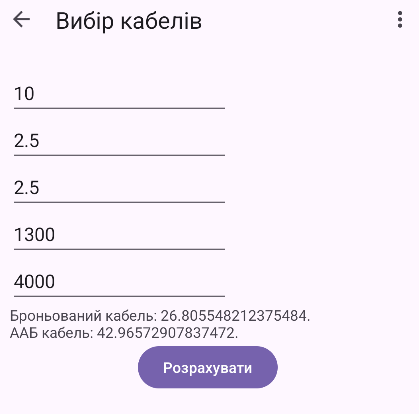 Вибір кабелів
10
2.5
2.5
1300
4000
Броньований кабель: 26.805548212375484.
ААБ кабель: 42.96572907837472.
Розрахувати